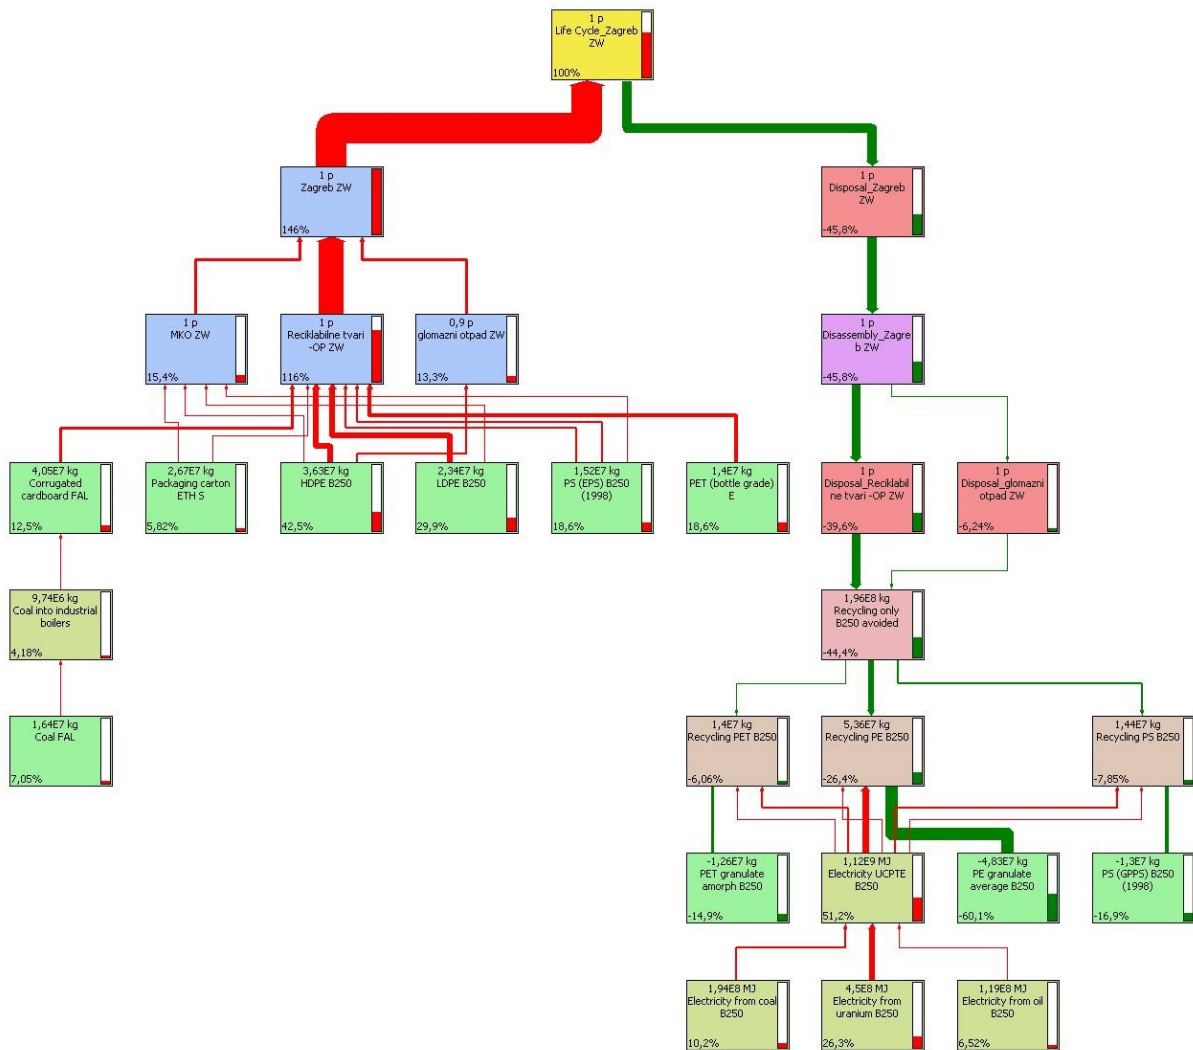 1 p
Life Cycle_Zagreb
ZW
100%
1 p
Zagreb ZW
146%
1 p
Disposal_Zagreb
ZW
-45,8%
1 p
MKO ZW
15,4%
1 p
Reciklabilne tvari
-OP ZW
116%
0,9 p
glomazni otpad ZW
13,3%
1 p
Disassembly_Zagre
b ZW
-45,8%
4,05E7 kg
Corrugated
cardboard FAL
12,5%
2,67E7 kg
Packaging carton
ETH S
5,82%
3,63E7 kg
HDPE B250
42,5%
2,34E7 kg
LDPE B250
29,9%
1,52E7 kg
PS (EPS) B250
(1998)
18,6%
1,4E7 kg
PET (bottle grade)
E
18,6%
1 p
Disposal_Reciklabi
lne tvari -OP ZW
-39,6%
1 p
Disposal_glomazni
otpad ZW
-6,24%
9,74E6 kg
Coal into industrial
boilers
4,18%
1,96E8 kg
Recycling only
B250 avoided
-44,4%
1,64E7 kg
Coal FAL
7,05%
1,4E7 kg
Recycling PET B250
-6,06%
5,36E7 kg
Recycling PE B250
-26,4%
1,44E7 kg
Recycling PS B250
-7,85%
-1,26E7 kg
PET granulate
amorph B250
-14,9%
1,12E9 MJ
Electricity UCPTE
B250
51,2%
-4,83E7 kg
PE granulate
average B250
-60,1%
-1,3E7 kg
PS (GPPS) B250
(1998)
-16,9%
1,94E8 MJ
Electricity from coal
B250
10,2%
4,5E8 MJ
Electricity from
uranium B250
26,3%
1,19E8 MJ
Electricity from oil
B250
6,52%